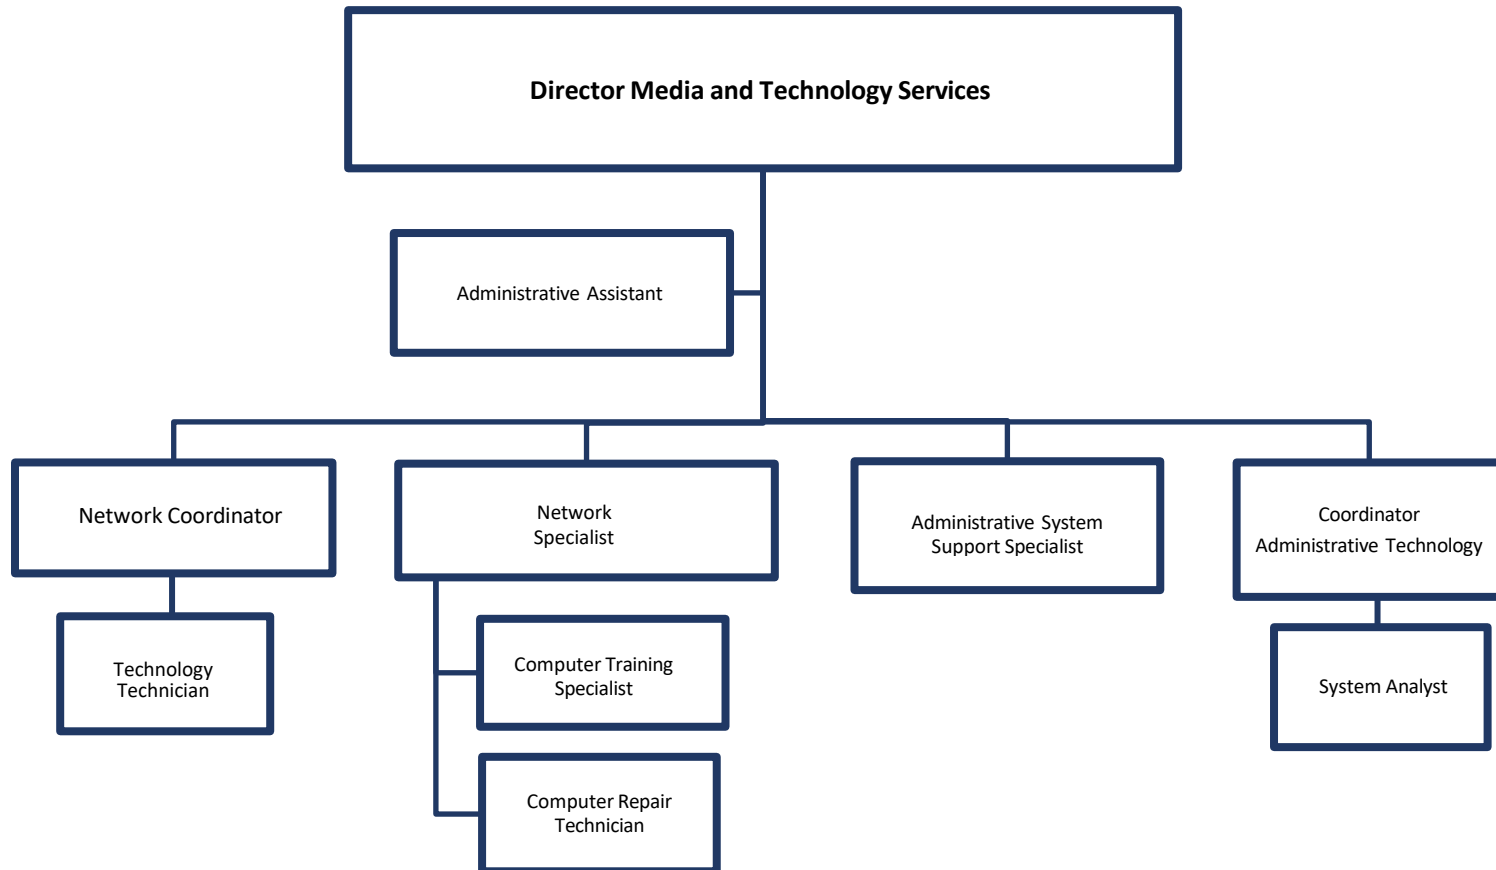 Director Media and Technology Services
Administrative Assistant
Network Coordinator
Network
Specialist
Administrative System
Support Specialist
Coordinator
Administrative Technology
Technology
Technician
Computer Training
Specialist
System Analyst
Computer Repair
Technician